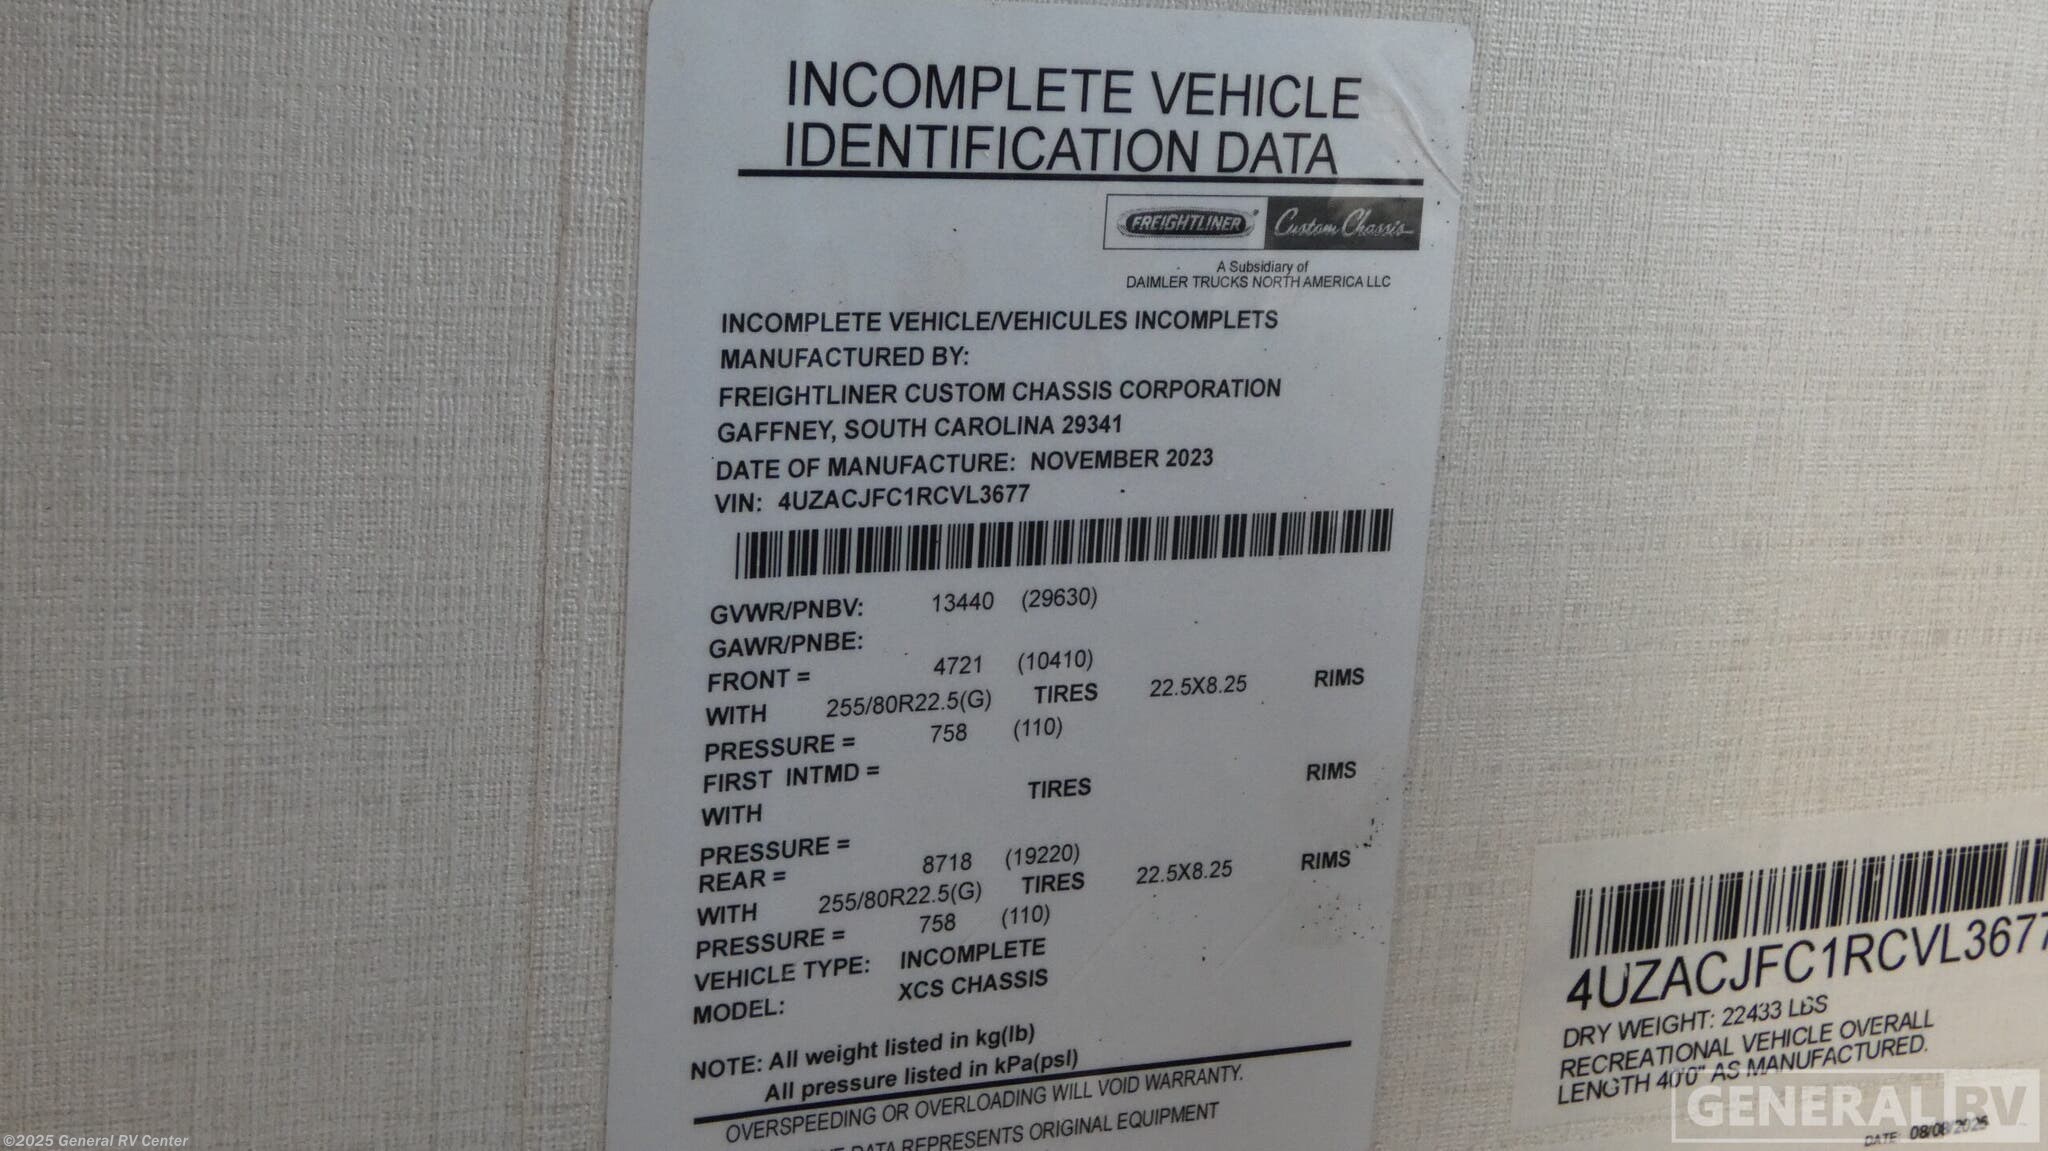 INCOMPLETE VEHICLE
IDENTIFICATION DATA
FREIGHTLINER Custom Chassis
A Subsidiary of
DAIMLER TRUCKS NORTH AMERICA LLC
INCOMPLETE VEHICLE/VEHICULES INCOMPLETS
MANUFACTURED BY:
FREIGHTLINER CUSTOM CHASSIS CORPORATION
GAFFNEY, SOUTH CAROLINA 29341
DATE OF MANUFACTURE: NOVEMBER 2023
VIN: 4UZACJFC1RCVL3677
GVWR/PNBV: 13440 (29630)
GAWR/PNBE:
FRONT = 4721 (10410)
WITH 255/80R22.5(G) TIRES 22.5X8.25 RIMS
PRESSURE = 758 (110)
FIRST INTMD =
WITH TIRES RIMS
PRESSURE =
REAR = 8718 (19220)
WITH 255/80R22.5(G) TIRES 22.5X8.25 RIMS
PRESSURE = 758 (110)
VEHICLE TYPE: INCOMPLETE
MODEL: XCS CHASSIS
NOTE: All weight listed in kg(lb)
All pressure listed in kPa(psl)
OVERSPEEDING OR OVERLOADING WILL VOID WARRANTY.
DATA REPRESENTS ORIGINAL EQUIPMENT
4UZACJFC1RCVL3677
DRY WEIGHT: 22433 LBS
RECREATIONAL VEHICLE OVERALL
LENGTH 40'0" AS MANUFACTURED.
DATE: 08/08/2025
GENERAL RV
©2025 General RV Center